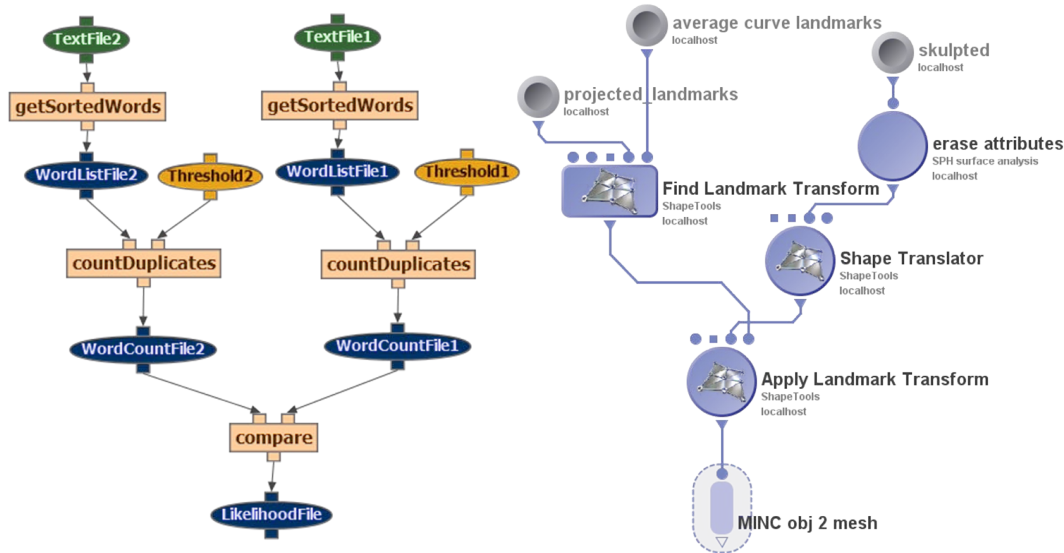 TextFile2
TextFile1
getSortedWords
getSortedWords
WordListFile2
Threshold2
WordListFile1
Threshold1
countDuplicates
countDuplicates
WordCountFile2
WordCountFile1
compare
LikelihoodFile
average curve landmarks
localhost
skulpted
localhost
projected_landmarks
localhost
erase attributes
SPH surface analysis
localhost
Find Landmark Transform
ShapeTools
localhost
Shape Translator
ShapeTools
localhost
Apply Landmark Transform
ShapeTools
localhost
MINC obj 2 mesh